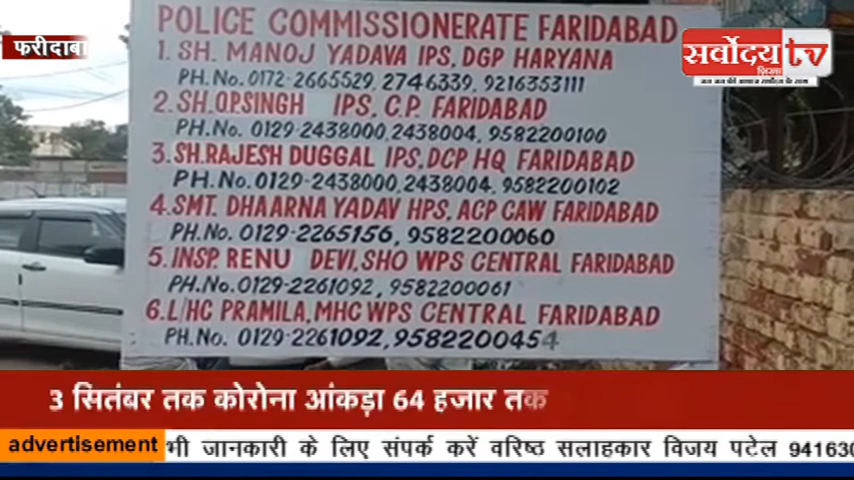 POLICE COMMISSIONERATE FARIDABAD
1. SH. MANOJ YADAVA IPS, DGP HARYANA
PH.No. 0172-2665529, 2746339, 9216353111
2. SH.O.P.SINGH IPS, C.P. FARIDABAD
PH.No. 0129-2438000,2438004, 9582200100
3. SH.RAJESH DUGGAL IPS,DCP HQ FARIDABAD
PH.No. 0129-2438000,2438004, 9582200102
4. SMT. DHAARNA YADAV HPS, ACP CAW FARIDABAD
PH.No. 0129-2265156, 9582200060
5. INSP. RENU DEVI,SHO WPS CENTRAL FARIDABAD
PH.No. 0129-2261092, 9582200061
6. L/HC PRAMILA, MHC WPS CENTRAL FARIDABAD
PH.No. 0129-2261092, 9582200454
फरीदाबा
सर्वोदय tv
3 सितंबर तक कोरोना आंकड़ा 64 हजार तक
advertisement भी जानकारी के लिए संपर्क करें वरिष्ठ सलाहकार विजय पटेल 941630